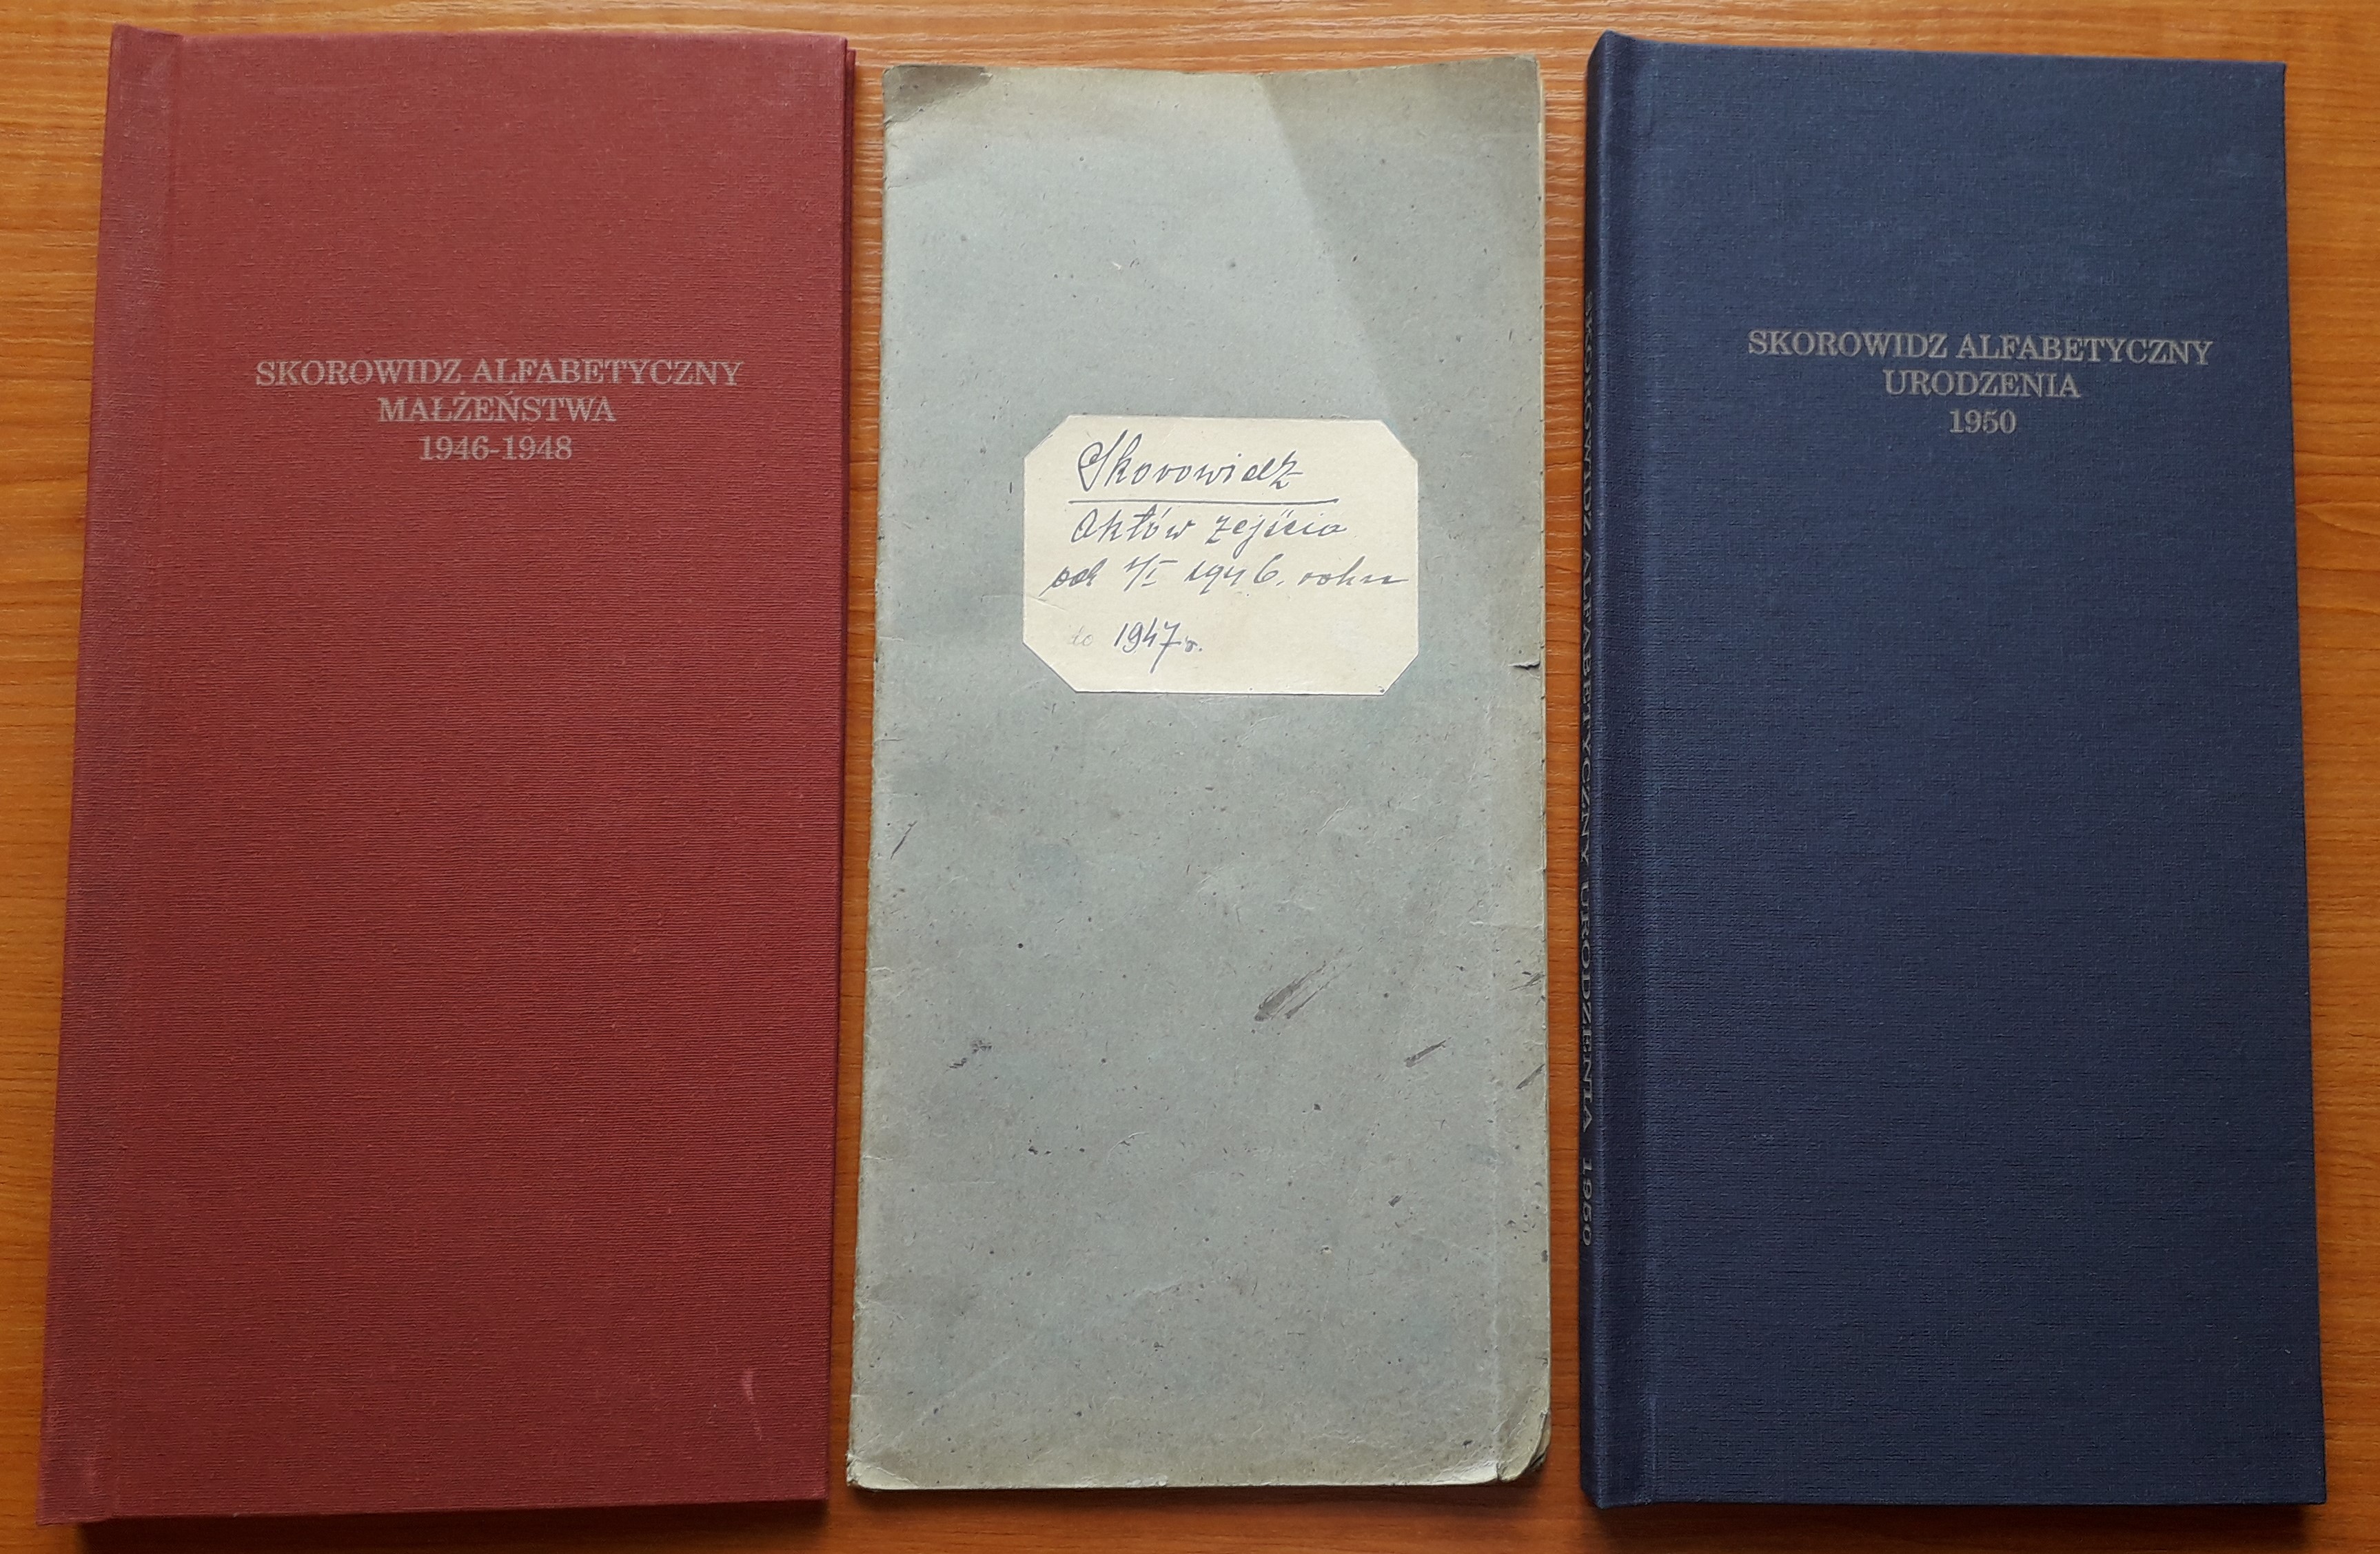 SKOROWIDZ ALFABETYCZNY
MAŁŻEŃSTWA
1946-1948
Skorowidz
Aktów zejścia
od 1/I 1946. roku
do 1947 r.
SKOROWIDZ ALFABETYCZNY
URODZENIA
1950
SKOROWIDZ ALFABETYCZNY URODZENIA 1950